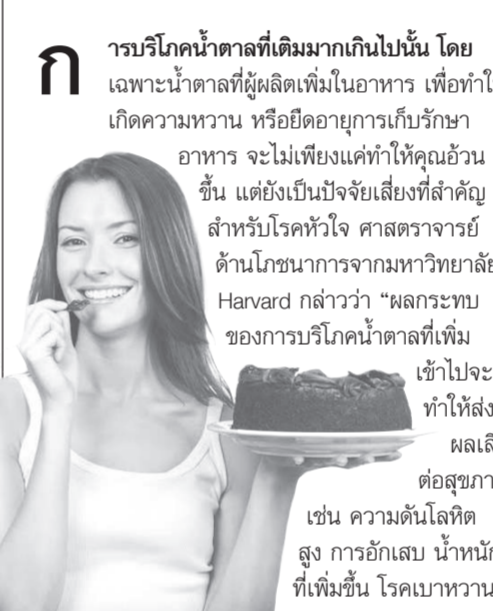 การบริโภคน้ำตาลที่เติมมากเกินไปนั้น โดย
เฉพาะน้ำตาลที่ผู้ผลิตเพิ่มในอาหาร เพื่อทำให
เกิดความหวาน หรือยืดอายุการเก็บรักษา
อาหาร จะไม่เพียงแค่ทำให้คุณอ้วน
ขึ้น แต่ยังเป็นปัจจัยเสี่ยงที่สำคัญ
สำหรับโรคหัวใจ ศาสตราจารย์
ด้านโภชนาการจากมหาวิทยาลัย
Harvard กล่าวว่า “ผลกระทบ
ของการบริโภคน้ำตาลที่เพิ่ม
เข้าไปจะ
ทำให้ส่ง
ผลเสี
ต่อสุขภา
เช่น ความดันโลหิต
สูง การอักเสบ น้ำหนัก
ที่เพิ่มขึ้น โรคเบาหวาน